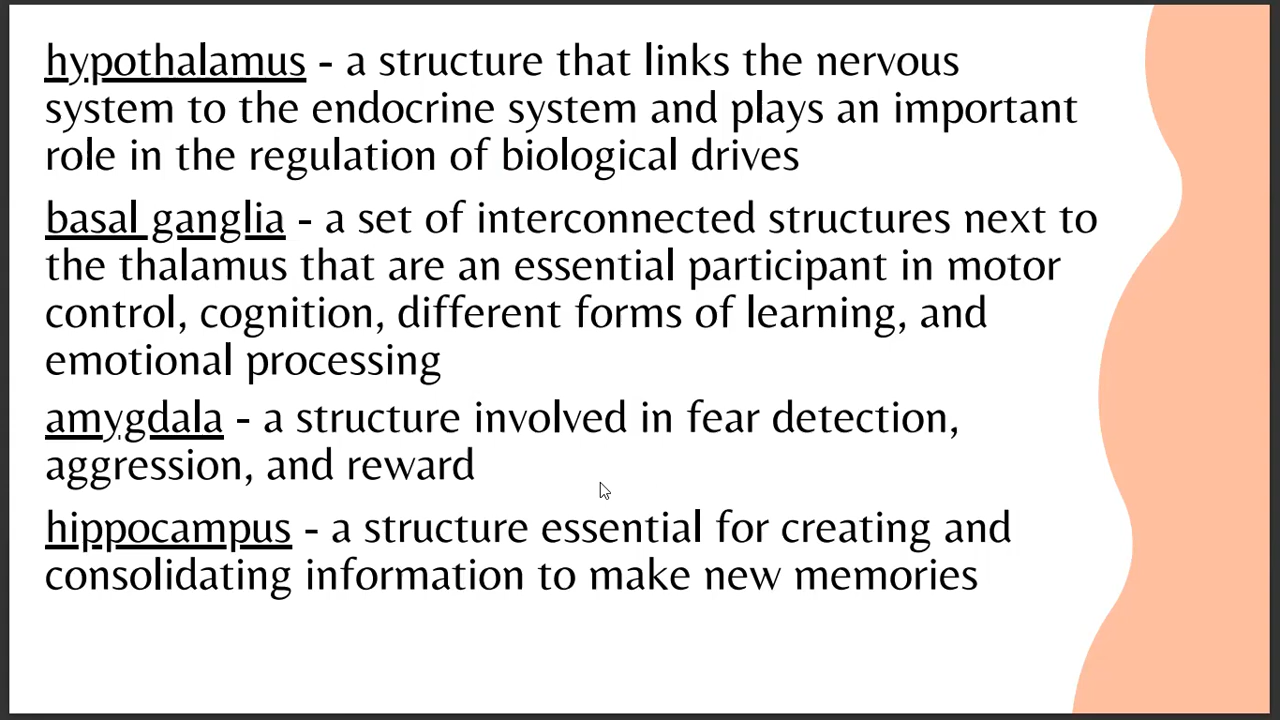 hypothalamus - a structure that links the nervous
system to the endocrine system and plays an important
role in the regulation of biological drives
basal ganglia - a set of interconnected structures next to
the thalamus that are an essential participant in motor
control, cognition, different forms of learning, and
emotional processing
amygdala - a structure involved in fear detection,
aggression, and reward
hippocampus - a structure essential for creating and
consolidating information to make new memories